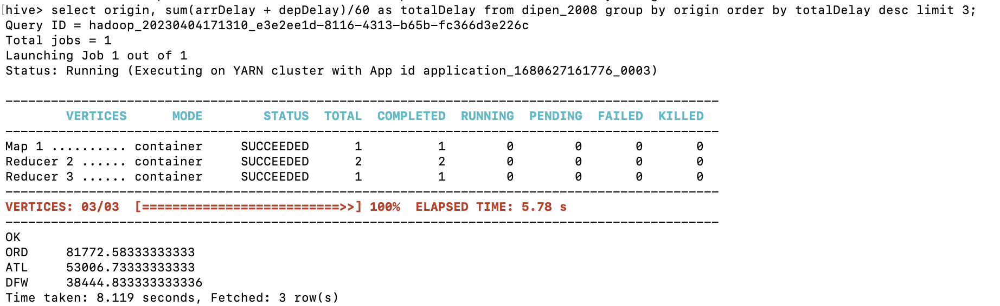 hive> select origin, sum(arrDelay + depDelay)/60 as totalDelay from dipen_2008 group by origin order by totalDelay desc limit 3;
Query ID = hadoop_20230404171310_e3e2ee1d-8116-4313-b65b-fc366d3e226c
Total jobs = 1
Launching Job 1 out of 1
Status: Running (Executing on YARN cluster with App id application_1680627161776_0003)

----------------------------------------------------------------------------------------------
        VERTICES      MODE        STATUS  TOTAL  COMPLETED  RUNNING  PENDING  FAILED  KILLED
----------------------------------------------------------------------------------------------
Map 1 .......... container     SUCCEEDED      1          1        0        0       0       0
Reducer 2 ...... container     SUCCEEDED      2          2        0        0       0       0
Reducer 3 ...... container     SUCCEEDED      1          1        0        0       0       0
----------------------------------------------------------------------------------------------
VERTICES: 03/03  [==========================>>] 100%  ELAPSED TIME: 5.78 s
----------------------------------------------------------------------------------------------
OK
ORD     81772.58333333333
ATL     53006.73333333333
DFW     38444.833333333336
Time taken: 8.119 seconds, Fetched: 3 row(s)